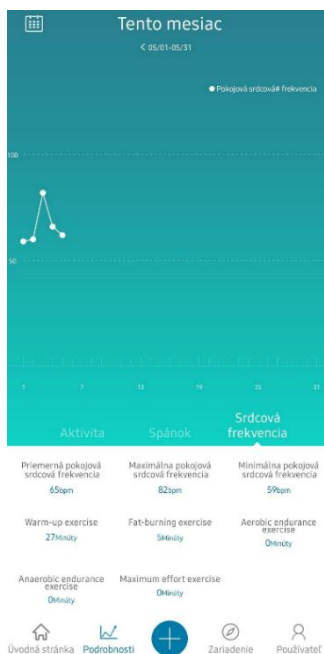 Tento mesiac
< 05/01-05/31
Pokojová srdcová# frekvencia
100
50
1 7 13 19 25 31
Aktivita Spánok Srdcová
frekvencia
Priemerná pokojová
srdcová frekvencia
65bpm
Maximálna pokojová
srdcová frekvencia
82bpm
Minimálna pokojová
srdcová frekvencia
59bpm
Warm-up exercise
27Minúty
Fat-burning exercise
5Minúty
Aerobic endurance
exercise
0Minúty
Anaerobic endurance
exercise
0Minúty
Maximum effort exercise
0Minúty
Úvodná stránka Podrobnosti Zariadenie Používateľ